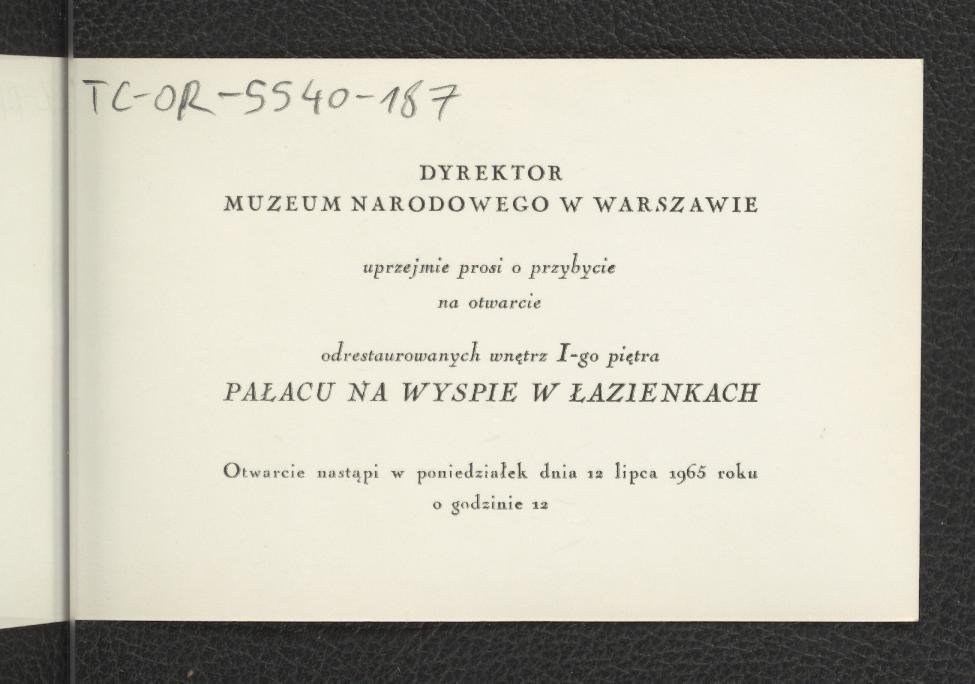 TC-OR-5540-187
DYREKTOR
MUZEUM NARODOWEGO W WARSZAWIE
uprzejmie prosi o przybycie
na otwarcie
odrestaurowanych wnętrz I-go piętra
PAŁACU NA WYSPIE W ŁAZIENKACH
Otwarcie nastąpi w poniedziałek dnia 12 lipca 1965 roku
o godzinie 12